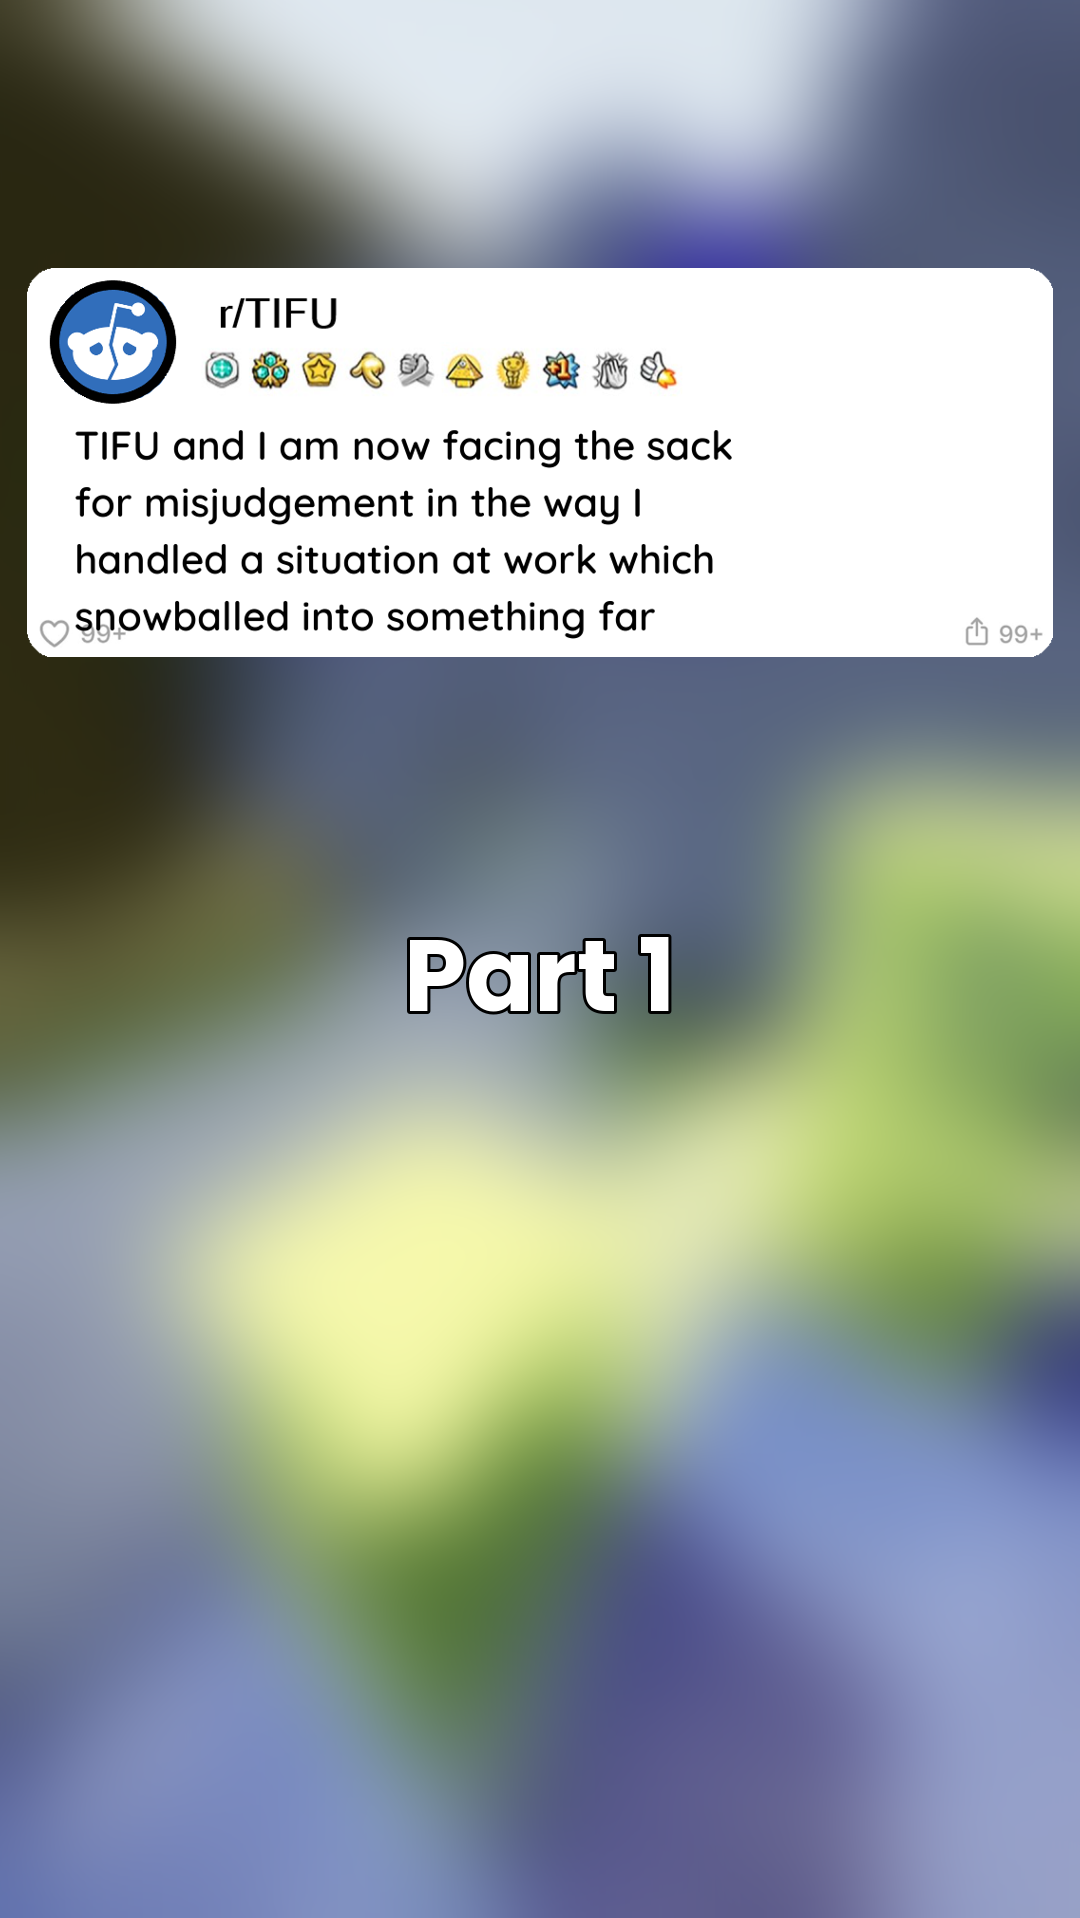 r/TIFU
TIFU and I am now facing the sack
for misjudgement in the way I
handled a situation at work which
snowballed into something far
99+
99+
Part 1